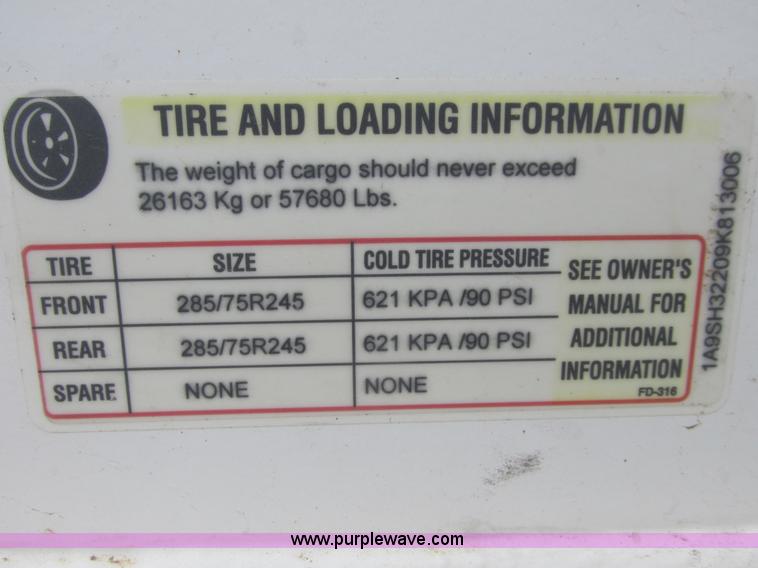 TIRE AND LOADING INFORMATION
The weight of cargo should never exceed
26163 Kg or 57680 Lbs.
TIRE SIZE COLD TIRE PRESSURE
FRONT 285/75R245 621 KPA /90 PSI
REAR 285/75R245 621 KPA /90 PSI
SPARE NONE NONE
SEE OWNER'S
MANUAL FOR
ADDITIONAL
INFORMATION
FD-316
1A9SH32209K813006
www.purplewave.com